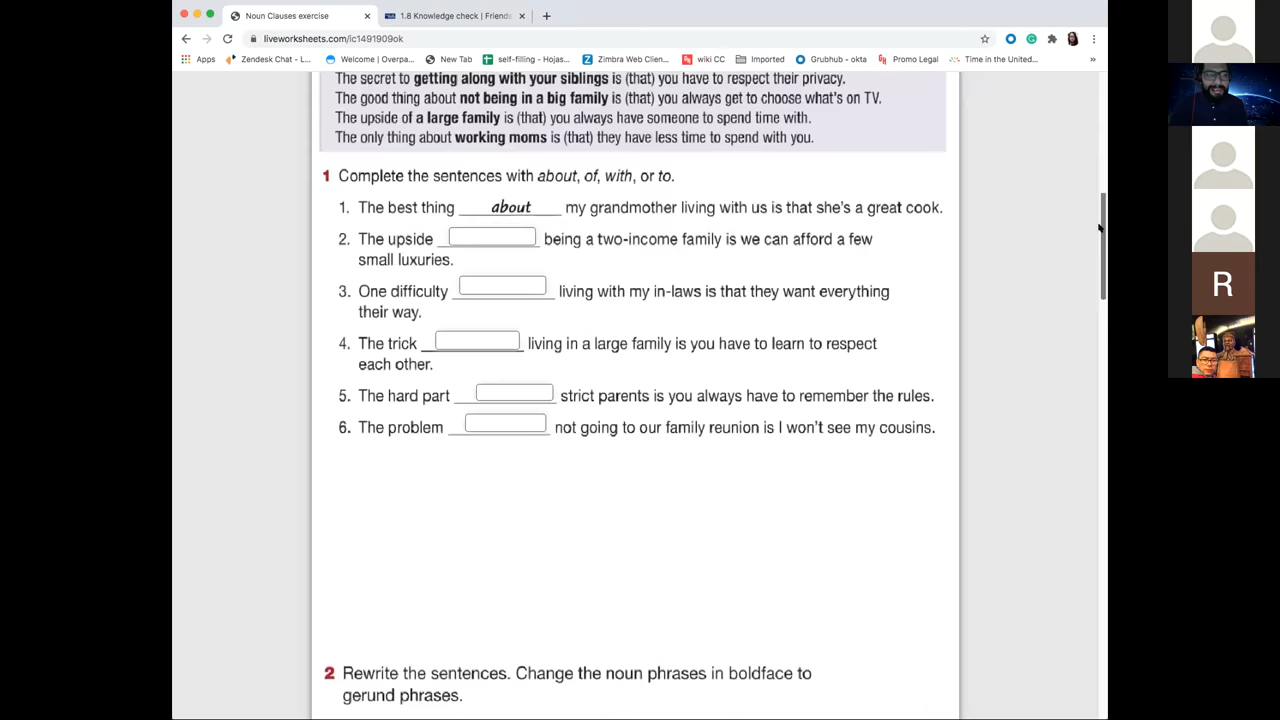 Noun Clauses exercise
1.8 Knowledge check | Friends
liveworksheets.com/ic1491909ok
Apps Zendesk Chat - L... Welcome | Overpa... New Tab self-filling - Hojas... Zimbra Web Clien... wiki CC Imported Grubhub - okta Promo Legal Time in the United...
The secret to getting along with your siblings is (that) you have to respect their privacy.
The good thing about not being in a big family is (that) you always get to choose what's on TV.
The upside of a large family is (that) you always have someone to spend time with.
The only thing about working moms is (that) they have less time to spend with you.
1 Complete the sentences with about, of, with, or to.
1. The best thing about my grandmother living with us is that she's a great cook.
2. The upside being a two-income family is we can afford a few
small luxuries.
3. One difficulty living with my in-laws is that they want everything
their way.
4. The trick living in a large family is you have to learn to respect
each other.
5. The hard part strict parents is you always have to remember the rules.
6. The problem not going to our family reunion is I won't see my cousins.
2 Rewrite the sentences. Change the noun phrases in boldface to
gerund phrases.
R